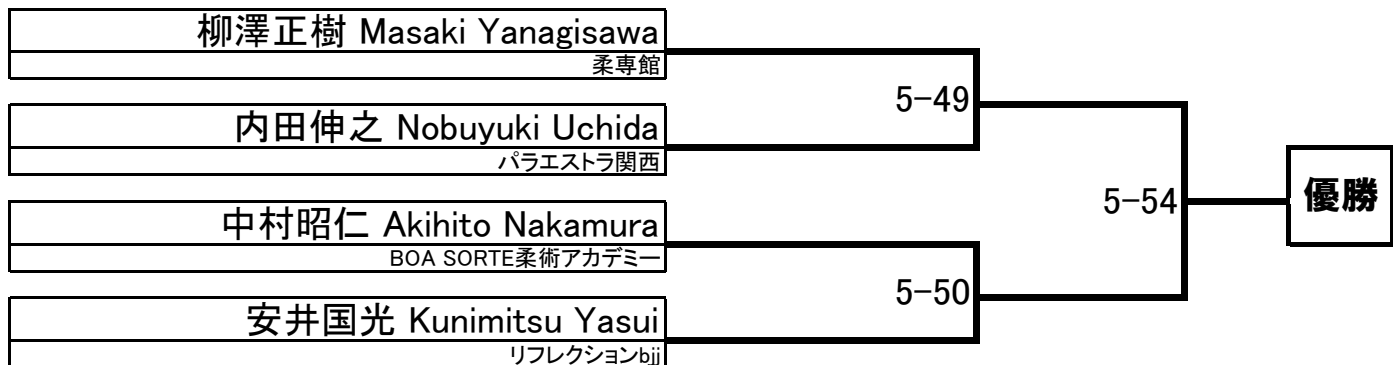 柳澤正樹 Masaki Yanagisawa
柔専館
5-49
内田伸之 Nobuyuki Uchida
パラエストラ関西
5-54
優勝
中村昭仁 Akihito Nakamura
BOA SORTE柔術アカデミー
5-50
安井国光 Kunimitsu Yasui
リフレクションbjj